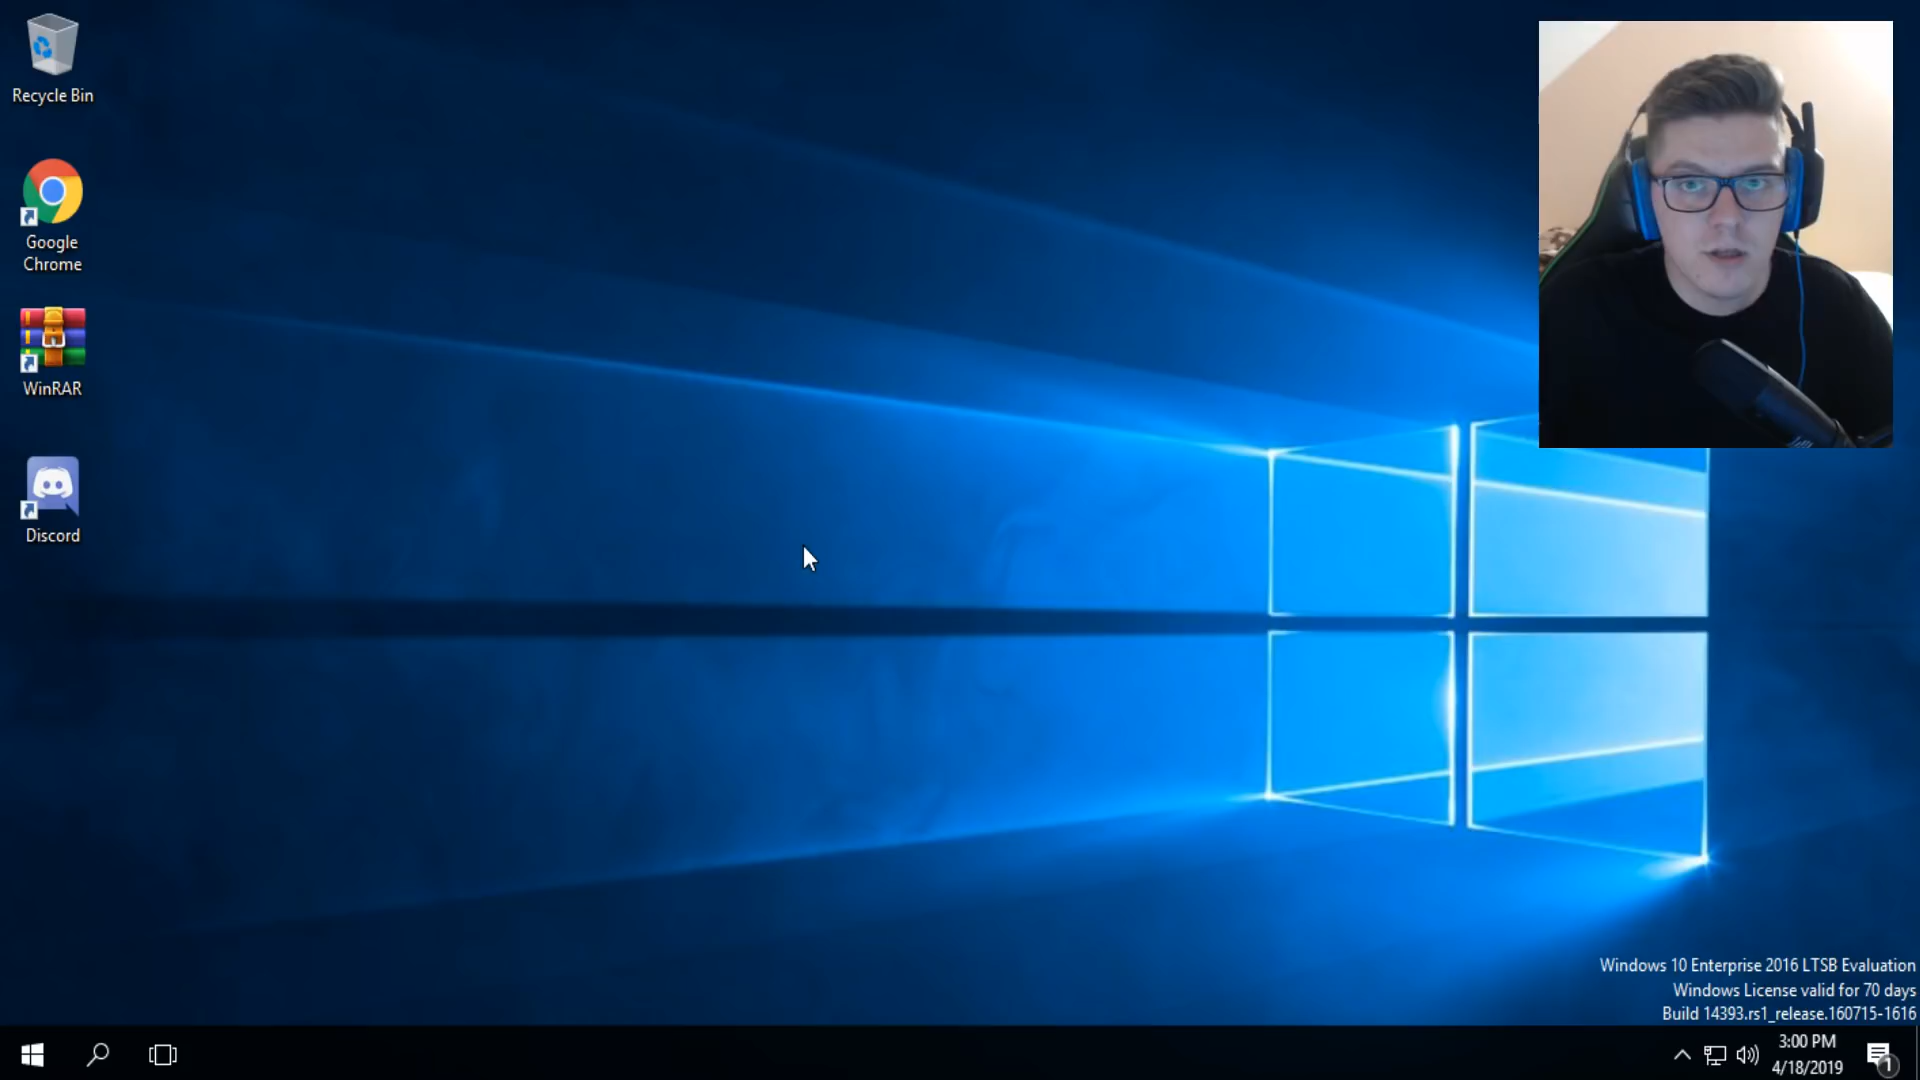 Recycle Bin
Google
Chrome
WinRAR
Discord
Windows 10 Enterprise 2016 LTSB Evaluation
Windows License valid for 70 days
Build 14393.rs1_release.160715-1616
3:00 PM
4/18/2019
1